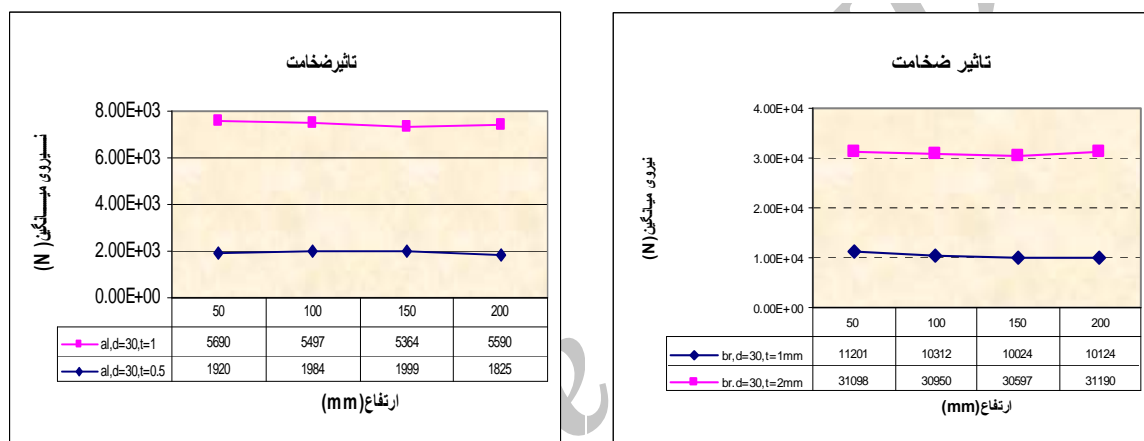 تاثیرضخامت
نیروی میانگین(N)
8.00E+03
6.00E+03
4.00E+03
2.00E+03
0.00E+00
50 100 150 200
al,d=30,t=1 5690 5497 5364 5590
al,d=30,t=0.5 1920 1984 1999 1825
ارتفاع(mm)
تاثیر ضخامت
نیروی میانگین(N)
4.00E+04
3.00E+04
2.00E+04
1.00E+04
0.00E+00
50 100 150 200
br,d=30,t=1mm 11201 10312 10024 10124
br.d=30,t=2mm 31098 30950 30597 31190
ارتفاع(mm)